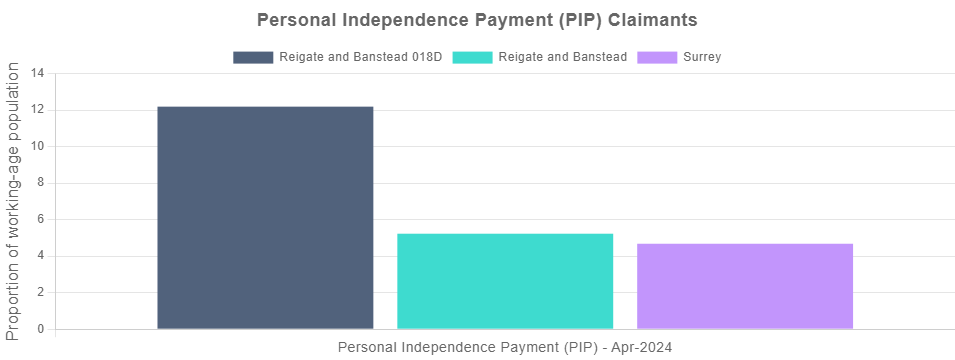 Personal Independence Payment (PIP) Claimants
Reigate and Banstead 018D
Reigate and Banstead
Surrey
Proportion of working-age population
14
12
10
8
6
4
2
0
Personal Independence Payment (PIP) - Apr-2024